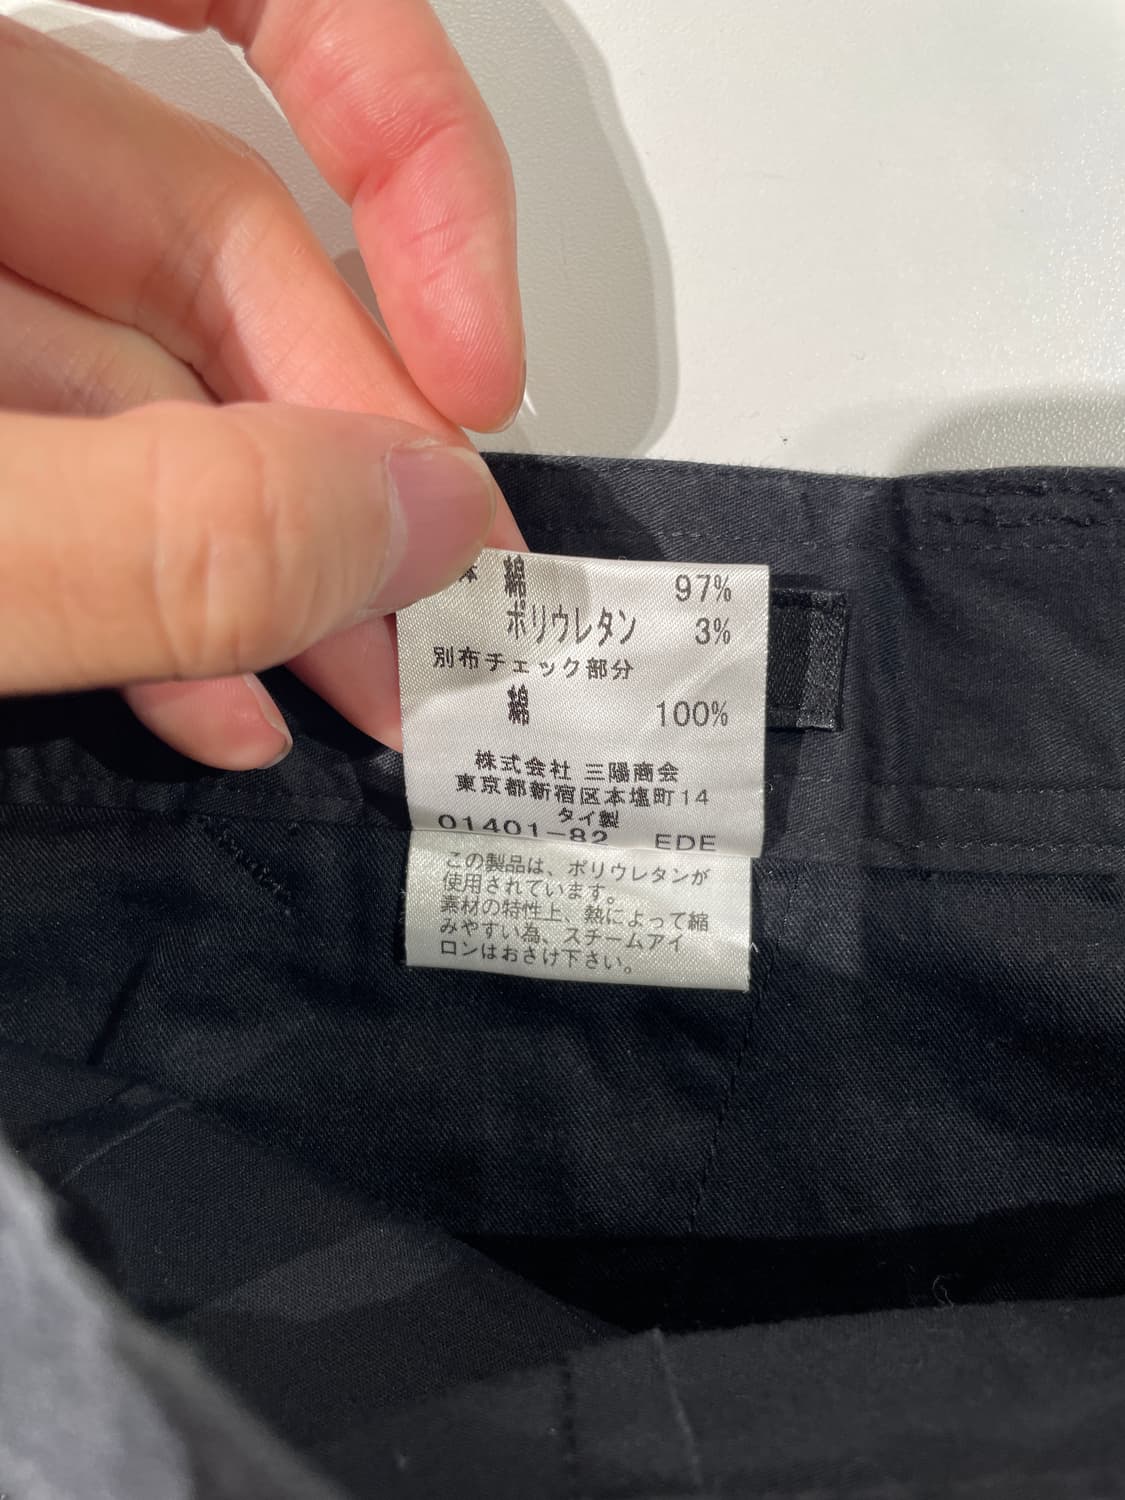 体 綿 97%
ポリウレタン 3%
別布チェック部分
綿 100%
株式会社 三陽商会
東京都新宿区本塩町14
タイ製
01401-82 EDE
この製品は、ポリウレタンが
使用されています。
素材の特性上、熱によって縮
みやすい為、スチームアイ
ロンはおさけ下さい。